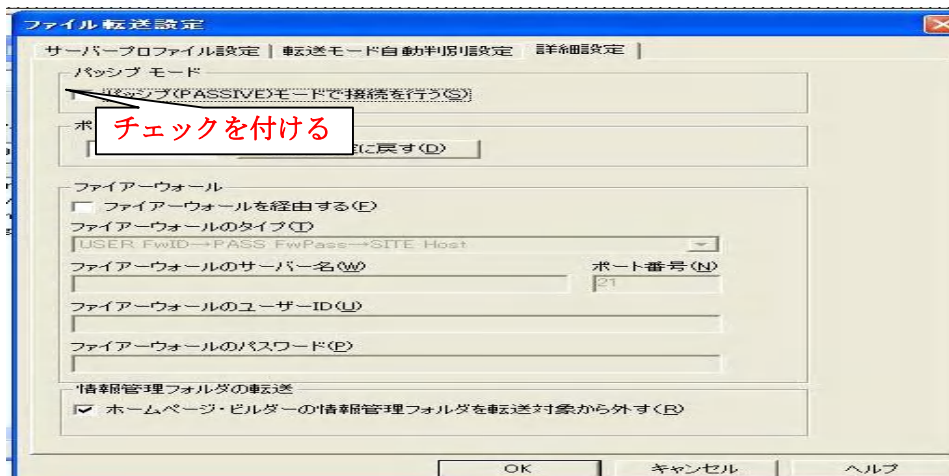 ファイル転送設定
サーバープロファイル設定 転送モード自動判別設定 詳細設定
パッシブ モード
パッシブ(PASSIVE)モードで接続を行う(S)
チェックを付ける
ポ
に戻す(D)
ファイアーウォール
ファイアーウォールを経由する(F)
ファイアーウォールのタイプ(T)
USER FwID→PASS FwPass→SITE Host
ファイアーウォールのサーバー名(W) ポート番号(N)
21
ファイアーウォールのユーザーID(U)
ファイアーウォールのパスワード(P)
情報管理フォルダの転送
ホームページ・ビルダーの情報管理フォルダを転送対象から外す(R)
OK キャンセル ヘルプ